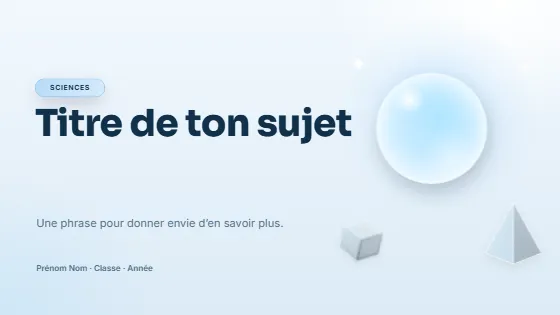 SCIENCES
Titre de ton sujet
Une phrase pour donner envie d’en savoir plus.
Prénom Nom · Classe · Année